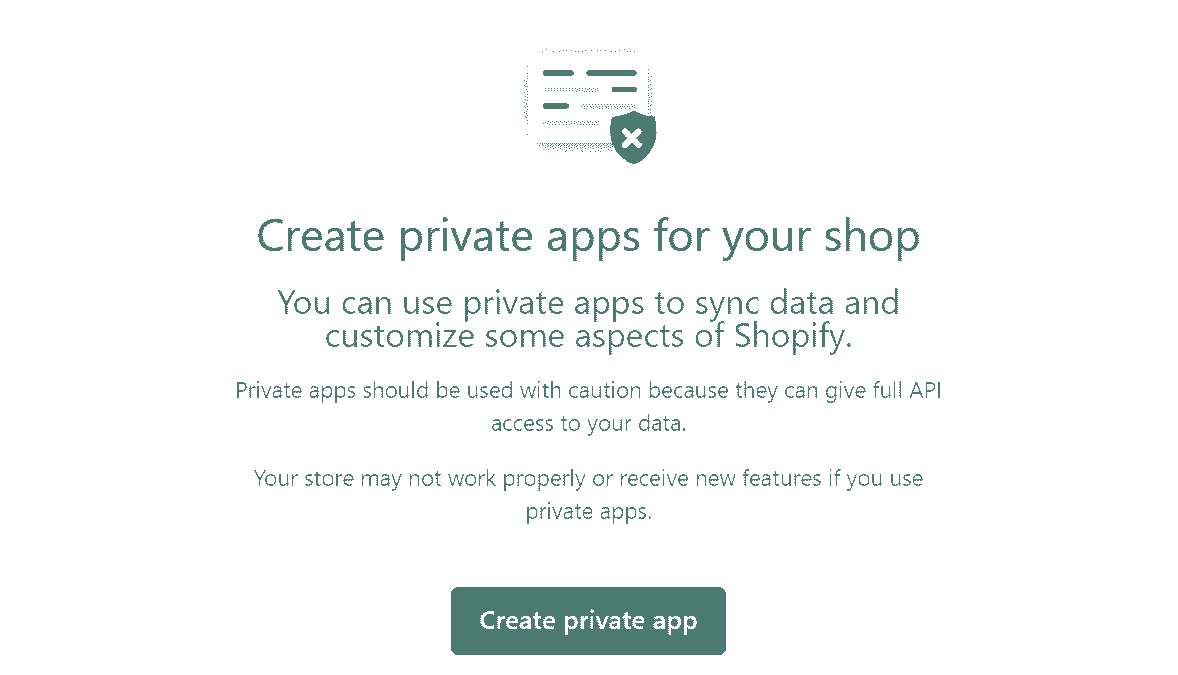 Create private apps for your shop
You can use private apps to sync data and
customize some aspects of Shopify.
Private apps should be used with caution because they can give full API
access to your data.
Your store may not work properly or receive new features if you use
private apps.
Create private app